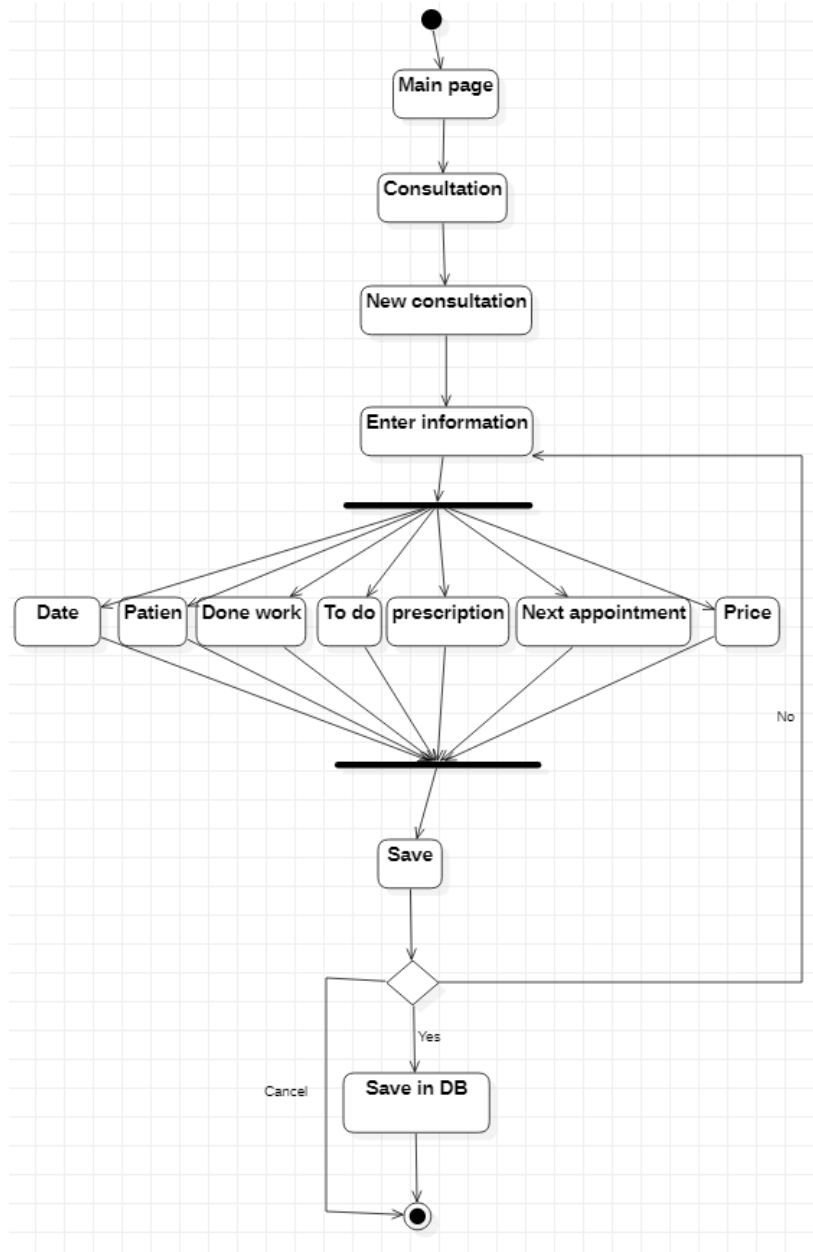 Main page
Consultation
New consultation
Enter information
Date
Patien
Done work
To do
prescription
Next appointment
Price
No
Save
Yes
Save in DB
Cancel